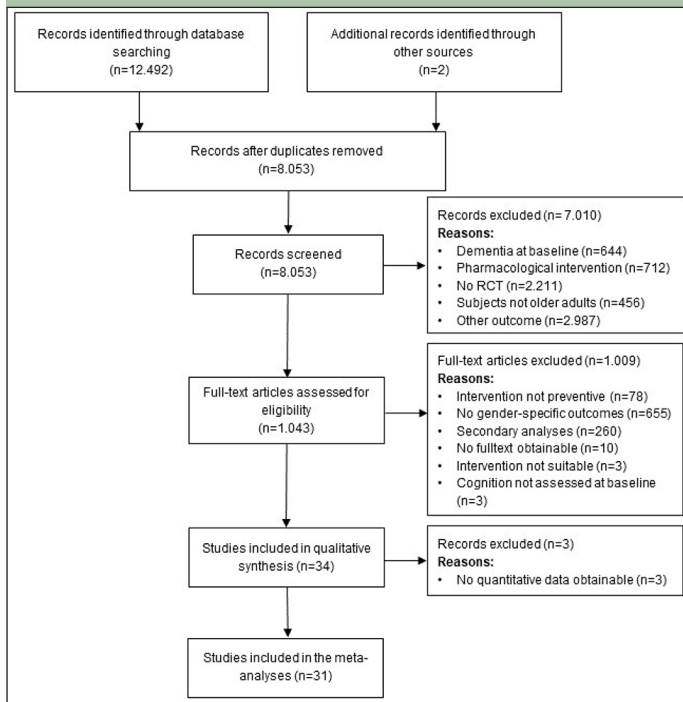 Records identified through database
searching
(n=12.492)
Additional records identified through
other sources
(n=2)
Records after duplicates removed
(n=8.053)
Records screened
(n=8.053)
Records excluded (n= 7.010)
Reasons:
• Dementia at baseline (n=644)
• Pharmacological intervention (n=712)
• No RCT (n=2.211)
• Subjects not older adults (n=456)
• Other outcome (n=2.987)
Full-text articles assessed for
eligibility
(n=1.043)
Full-text articles excluded (n=1.009)
Reasons:
• Intervention not preventive (n=78)
• No gender-specific outcomes (n=655)
• Secondary analyses (n=260)
• No fulltext obtainable (n=10)
• Intervention not suitable (n=3)
• Cognition not assessed at baseline
(n=3)
Studies included in qualitative
synthesis (n=34)
Records excluded (n=3)
Reasons:
• No quantitative data obtainable (n=3)
Studies included in the meta-
analyses (n=31)